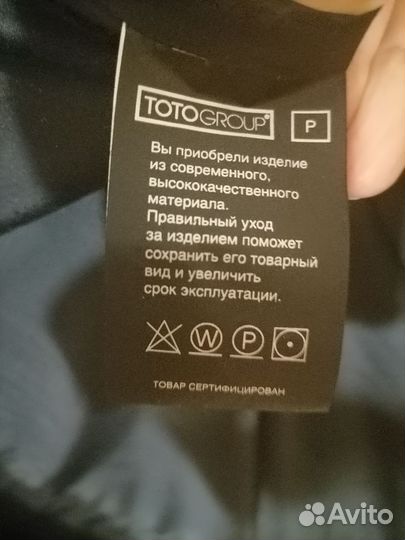 TOTOGROUP® P
Вы приобрели изделие
из современного,
высококачественного
материала.
Правильный уход
за изделием поможет
сохранить его товарный
вид и увеличить
срок эксплуатации.
W P
ТОВАР СЕРТИФИЦИРОВАН
Avito